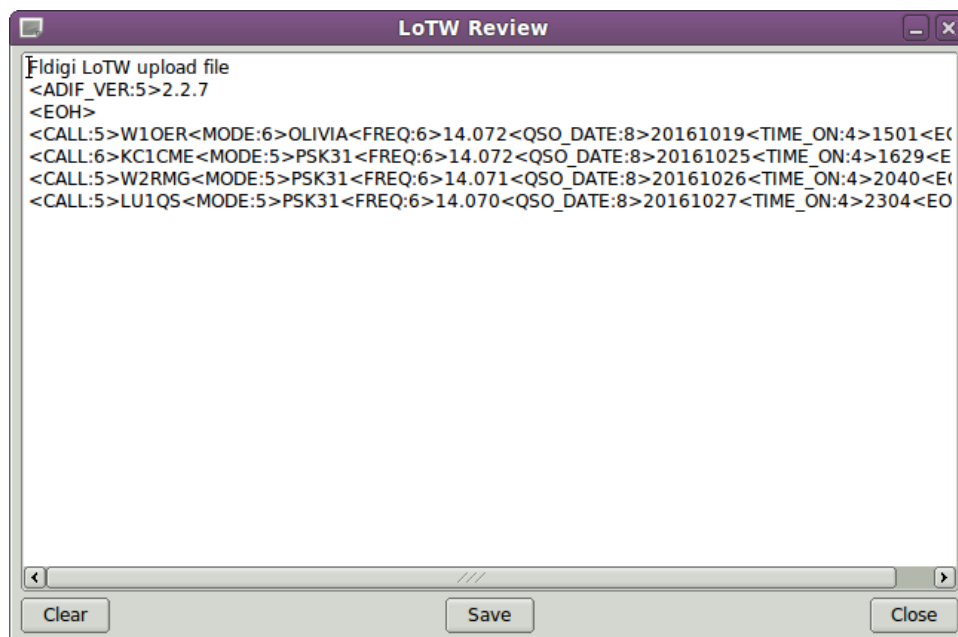 LoTW Review
Fldigi LoTW upload file
<ADIF_VER:5>2.2.7
<EOH>
<CALL:5>W1OER<MODE:6>OLIVIA<FREQ:6>14.072<QSO_DATE:8>20161019<TIME_ON:4>1501<EO
<CALL:6>KC1CME<MODE:5>PSK31<FREQ:6>14.072<QSO_DATE:8>20161025<TIME_ON:4>1629<E
<CALL:5>W2RMG<MODE:5>PSK31<FREQ:6>14.071<QSO_DATE:8>20161026<TIME_ON:4>2040<EO
<CALL:5>LU1QS<MODE:5>PSK31<FREQ:6>14.070<QSO_DATE:8>20161027<TIME_ON:4>2304<EO
Clear Save Close